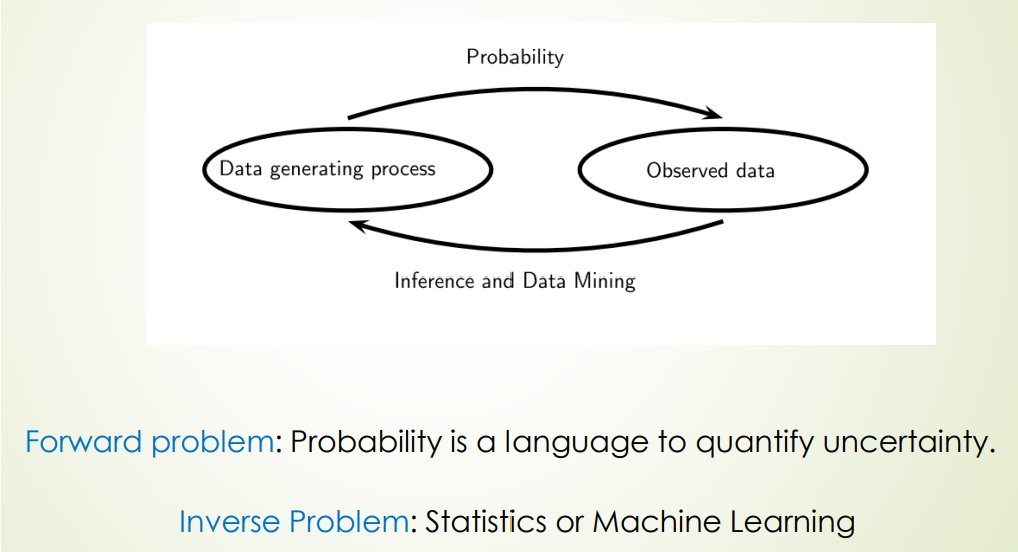 Probability
Data generating process
Observed data
Inference and Data Mining
Forward problem: Probability is a language to quantify uncertainty.
Inverse Problem: Statistics or Machine Learning